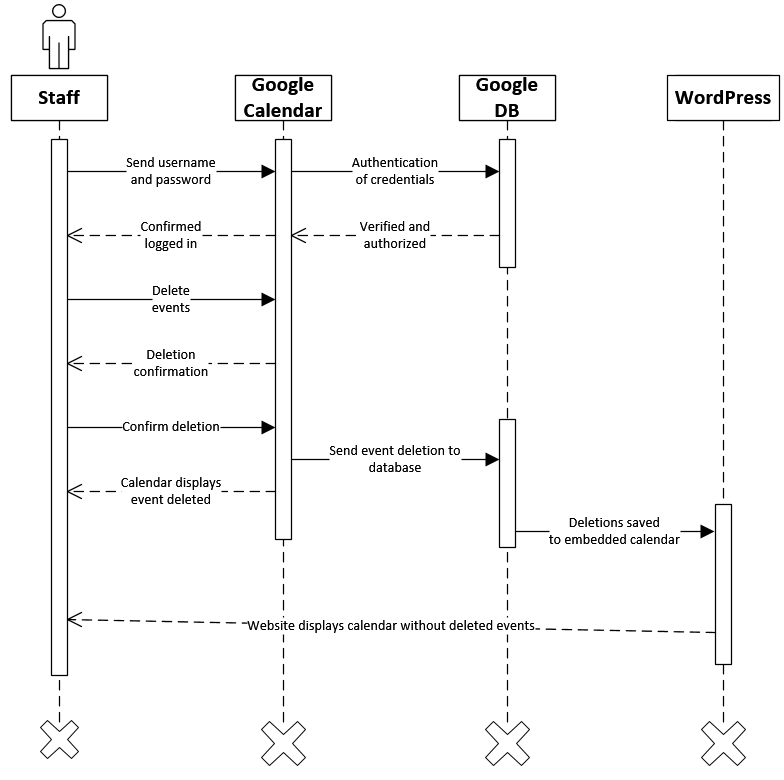 Staff
Google
Calendar
Google
DB
WordPress
Send username
and password
Authentication
of credentials
Confirmed
logged in
Verified and
authorized
Delete
events
Deletion
confirmation
Confirm deletion
Send event deletion to
database
Calendar displays
event deleted
Deletions saved
to embedded calendar
Website displays calendar without deleted events